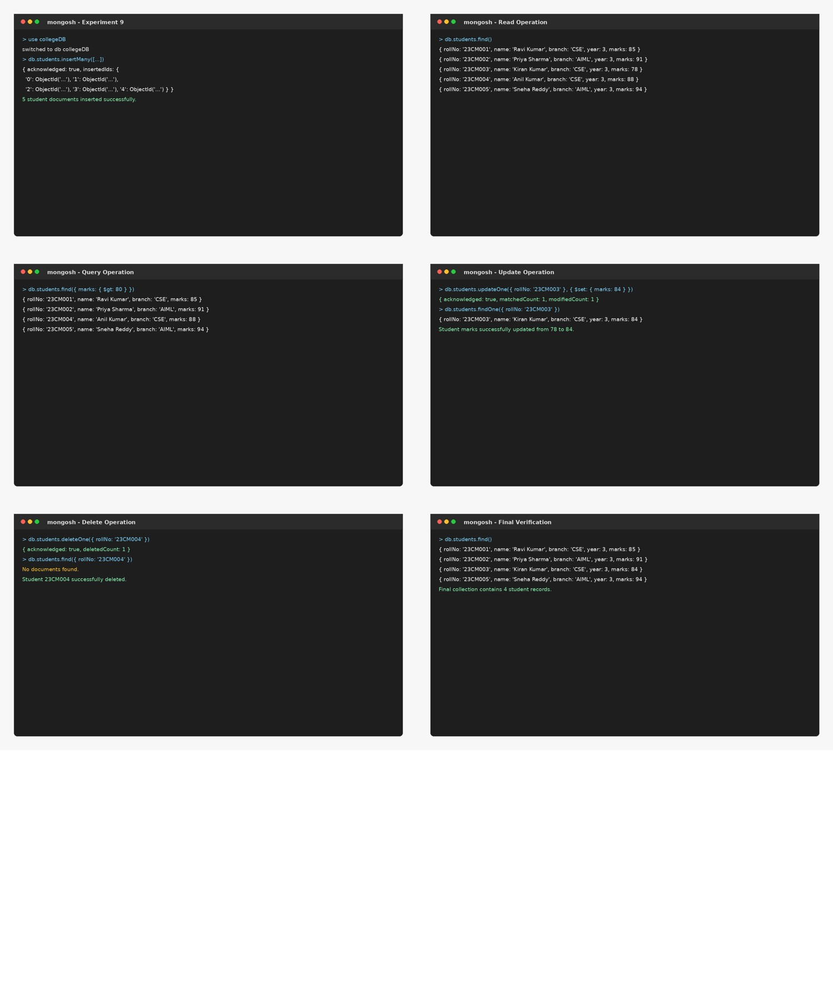 mongosh - Experiment 9
> use collegeDB
switched to db collegeDB
> db.students.insertMany([...])
{ acknowledged: true, insertedIds: {
'0': ObjectId('...'), '1': ObjectId('...'),
'2': ObjectId('...'), '3': ObjectId('...'), '4': ObjectId('...') } }
5 student documents inserted successfully.
mongosh - Read Operation
> db.students.find()
{ rollNo: '23CM001', name: 'Ravi Kumar', branch: 'CSE', year: 3, marks: 85 }
{ rollNo: '23CM002', name: 'Priya Sharma', branch: 'AIML', year: 3, marks: 91 }
{ rollNo: '23CM003', name: 'Kiran Kumar', branch: 'CSE', year: 3, marks: 78 }
{ rollNo: '23CM004', name: 'Anil Kumar', branch: 'CSE', year: 3, marks: 88 }
{ rollNo: '23CM005', name: 'Sneha Reddy', branch: 'AIML', year: 3, marks: 94 }
mongosh - Query Operation
> db.students.find({ marks: { $gt: 80 } })
{ rollNo: '23CM001', name: 'Ravi Kumar', branch: 'CSE', marks: 85 }
{ rollNo: '23CM002', name: 'Priya Sharma', branch: 'AIML', marks: 91 }
{ rollNo: '23CM004', name: 'Anil Kumar', branch: 'CSE', marks: 88 }
{ rollNo: '23CM005', name: 'Sneha Reddy', branch: 'AIML', marks: 94 }
mongosh - Update Operation
> db.students.updateOne({ rollNo: '23CM003' }, { $set: { marks: 84 } })
{ acknowledged: true, matchedCount: 1, modifiedCount: 1 }
> db.students.findOne({ rollNo: '23CM003' })
{ rollNo: '23CM003', name: 'Kiran Kumar', branch: 'CSE', year: 3, marks: 84 }
Student marks successfully updated from 78 to 84.
mongosh - Delete Operation
> db.students.deleteOne({ rollNo: '23CM004' })
{ acknowledged: true, deletedCount: 1 }
> db.students.find({ rollNo: '23CM004' })
No documents found.
Student 23CM004 successfully deleted.
mongosh - Final Verification
> db.students.find()
{ rollNo: '23CM001', name: 'Ravi Kumar', branch: 'CSE', year: 3, marks: 85 }
{ rollNo: '23CM002', name: 'Priya Sharma', branch: 'AIML', year: 3, marks: 91 }
{ rollNo: '23CM003', name: 'Kiran Kumar', branch: 'CSE', year: 3, marks: 84 }
{ rollNo: '23CM005', name: 'Sneha Reddy', branch: 'AIML', year: 3, marks: 94 }
Final collection contains 4 student records.